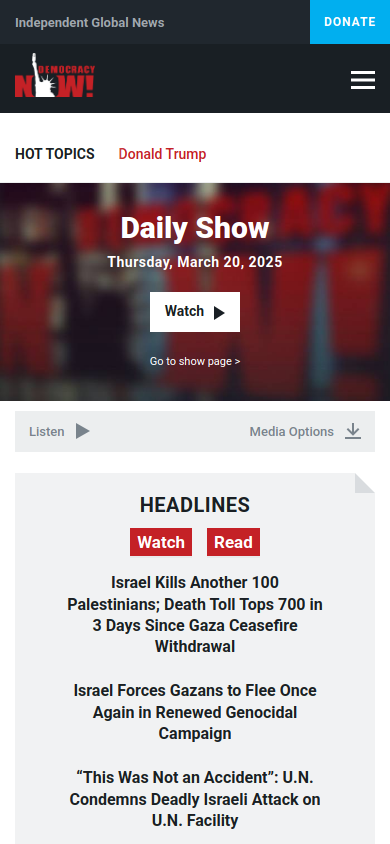 Independent Global News
DONATE
DEMOCRACY
NOW!
HOT TOPICS
Donald Trump
Daily Show
Thursday, March 20, 2025
Watch
Go to show page >
Listen
Media Options
HEADLINES
Watch
Read
Israel Kills Another 100
Palestinians; Death Toll Tops 700 in
3 Days Since Gaza Ceasefire
Withdrawal
Israel Forces Gazans to Flee Once
Again in Renewed Genocidal
Campaign
“This Was Not an Accident”: U.N.
Condemns Deadly Israeli Attack on
U.N. Facility